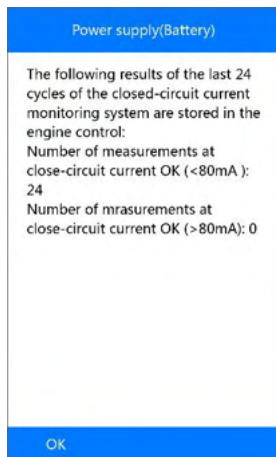 Power supply(Battery)
The following results of the last 24
cycles of the closed-circuit current
monitoring system are stored in the
engine control:
Number of measurements at
close-circuit current OK (<80mA ):
24
Number of mrasurements at
close-circuit current OK (>80mA): 0
OK